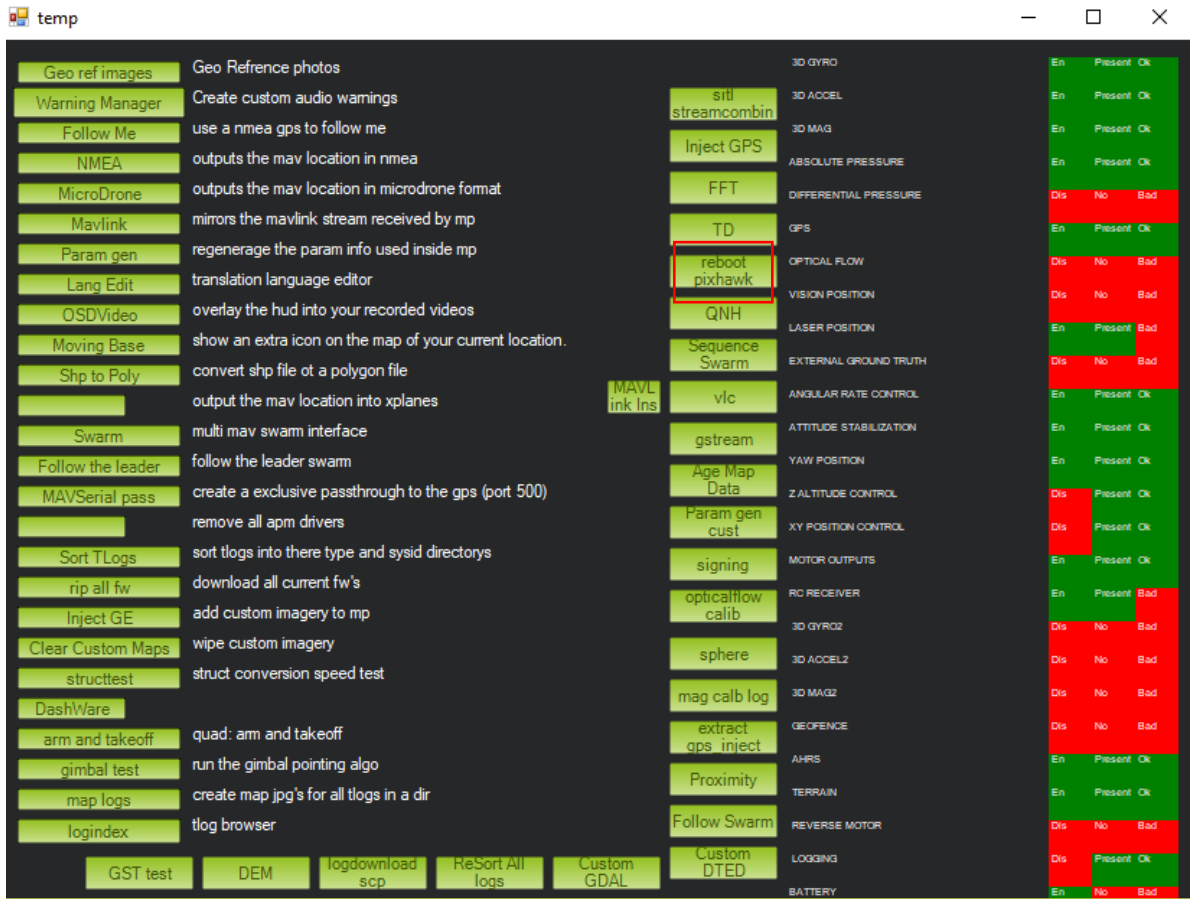 temp
Geo ref images Geo Refrence photos
Warning Manager Create custom audio warnings
Follow Me use a nmea gps to follow me
NMEA outputs the mav location in nmea
MicroDrone outputs the mav location in microdrone format
Mavlink mirrors the mavlink stream received by mp
Param gen regenerage the param info used inside mp
Lang Edit translation language editor
OSDVideo overlay the hud into your recorded videos
Moving Base show an extra icon on the map of your current location.
Shp to Poly convert shp file ot a polygon file
output the mav location into xplanes
Swarm multi mav swarm interface
Follow the leader follow the leader swarm
MAVSerial pass create a exclusive passthrough to the gps (port 500)
remove all apm drivers
Sort TLogs sort tlogs into there type and sysid directorys
rip all fw download all current fw's
Inject GE add custom imagery to mp
Clear Custom Maps wipe custom imagery
structtest struct conversion speed test
DashWare
arm and takeoff quad: arm and takeoff
gimbal test run the gimbal pointing algo
map logs create map jpg's for all tlogs in a dir
logindex tlog browser
GST test
DEM
logdownload
scp
ReSort All
logs
Custom
GDAL
MAVL
ink Ins
sitl
streamcombin
Inject GPS
FFT
TD
reboot
pixhawk
QNH
Sequence
Swarm
vlc
gstream
Age Map
Data
Param gen
cust
signing
opticalflow
calib
sphere
mag calb log
extract
gps_inject
Proximity
Follow Swarm
Custom
DTED
3D GYRO En Present Ok
3D ACCEL En Present Ok
3D MAG En Present Ok
ABSOLUTE PRESSURE En Present Ok
DIFFERENTIAL PRESSURE Dis No Bad
GPS En Present Ok
OPTICAL FLOW Dis No Bad
VISION POSITION Dis No Bad
LASER POSITION En Present Bad
EXTERNAL GROUND TRUTH Dis No Bad
ANGULAR RATE CONTROL En Present Ok
ATTITUDE STABILIZATION En Present Ok
YAW POSITION En Present Ok
Z ALTITUDE CONTROL Dis Present Ok
XY POSITION CONTROL Dis Present Ok
MOTOR OUTPUTS En Present Ok
RC RECEIVER En Present Bad
3D GYRO2 Dis No Bad
3D ACCEL2 Dis No Bad
3D MAG2 Dis No Bad
GEOFENCE Dis No Bad
AHRS En Present Ok
TERRAIN En Present Ok
REVERSE MOTOR Dis No Bad
LOGGING Dis Present Ok
BATTERY En No Bad